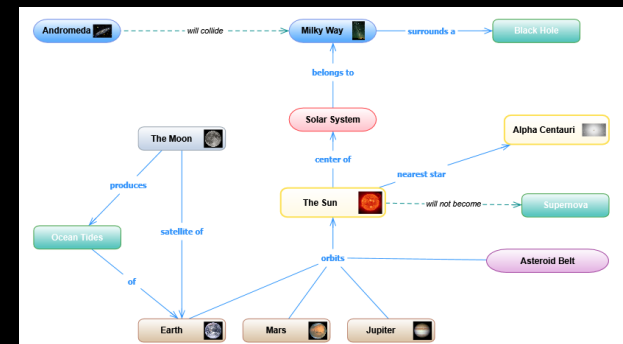 Andromeda
will collide
Milky Way
surrounds a
Black Hole
belongs to
Solar System
Alpha Centauri
The Moon
center of
nearest star
produces
The Sun
will not become
Supernova
Ocean Tides
satellite of
orbits
Asteroid Belt
of
Earth
Mars
Jupiter